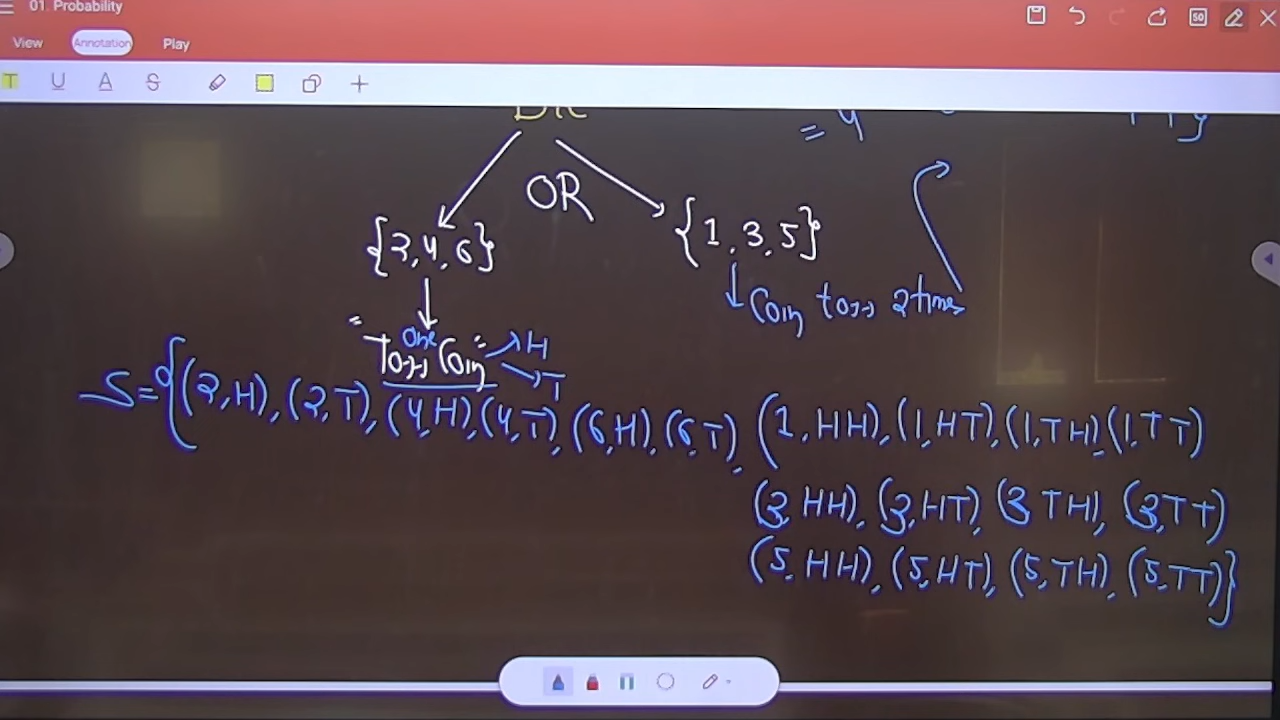 01. Probability
50
View Annotation Play
T U A S
= 4
OR
{2,4,6} {1,3,5}
Coin toss 2 times
"Toss One Coin" H
T
S={(2,H),(2,T),(4,H)(4,T),(6,H),(6,T), (1,HH),(1,HT),(1,TH)(1,TT)
(3,HH),(3,HT),(3,TH),(3,TT)
(5,HH),(5,HT),(5,TH),(5,TT)}